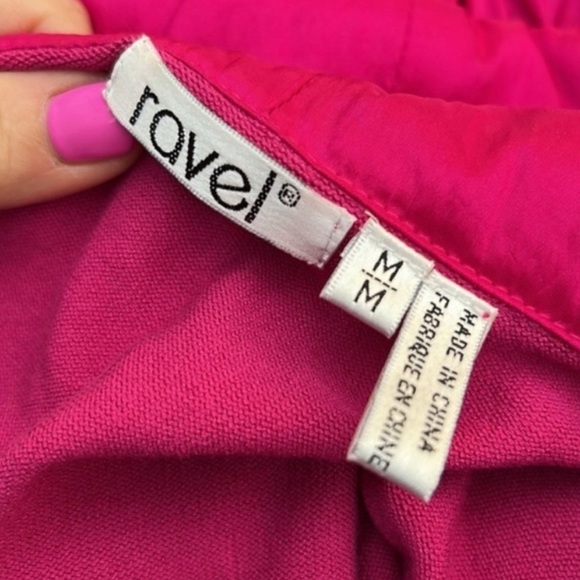 ravel®
M
M
MADE IN CHINA
FABRIQUE EN CHINE